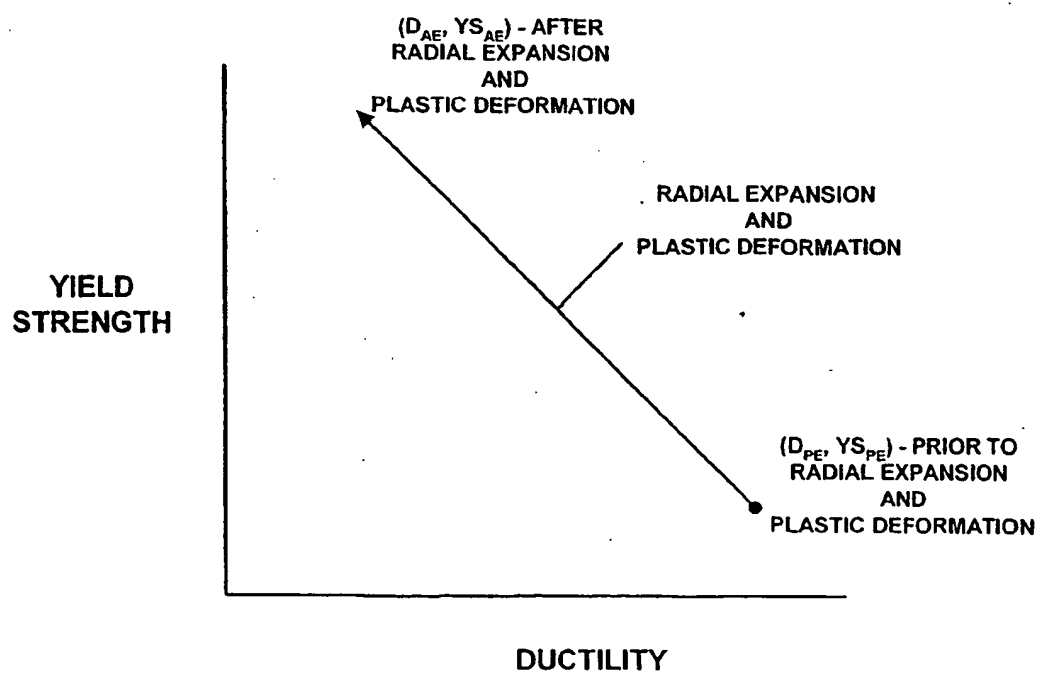 (D_AE, YS_AE) - AFTER
RADIAL EXPANSION
AND
PLASTIC DEFORMATION
RADIAL EXPANSION
AND
PLASTIC DEFORMATION
YIELD
STRENGTH
(D_PE, YS_PE) - PRIOR TO
RADIAL EXPANSION
AND
PLASTIC DEFORMATION
DUCTILITY